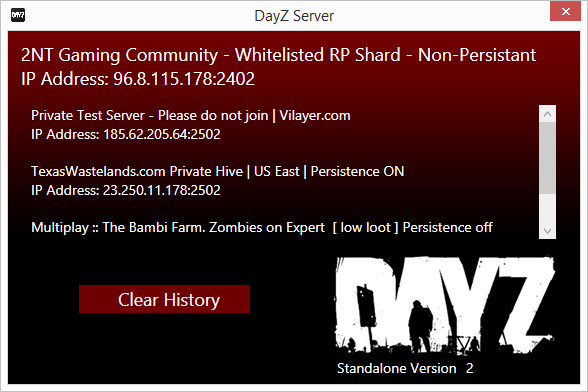 DayZ Server
2NT Gaming Community - Whitelisted RP Shard - Non-Persistant
IP Address: 96.8.115.178:2402
Private Test Server - Please do not join | Vilayer.com
IP Address: 185.62.205.64:2502
TexasWastelands.com Private Hive | US East | Persistence ON
IP Address: 23.250.11.178:2502
Multiplay :: The Bambi Farm. Zombies on Expert [ low loot ] Persistence off
Clear History
DAYZ
Standalone Version 2